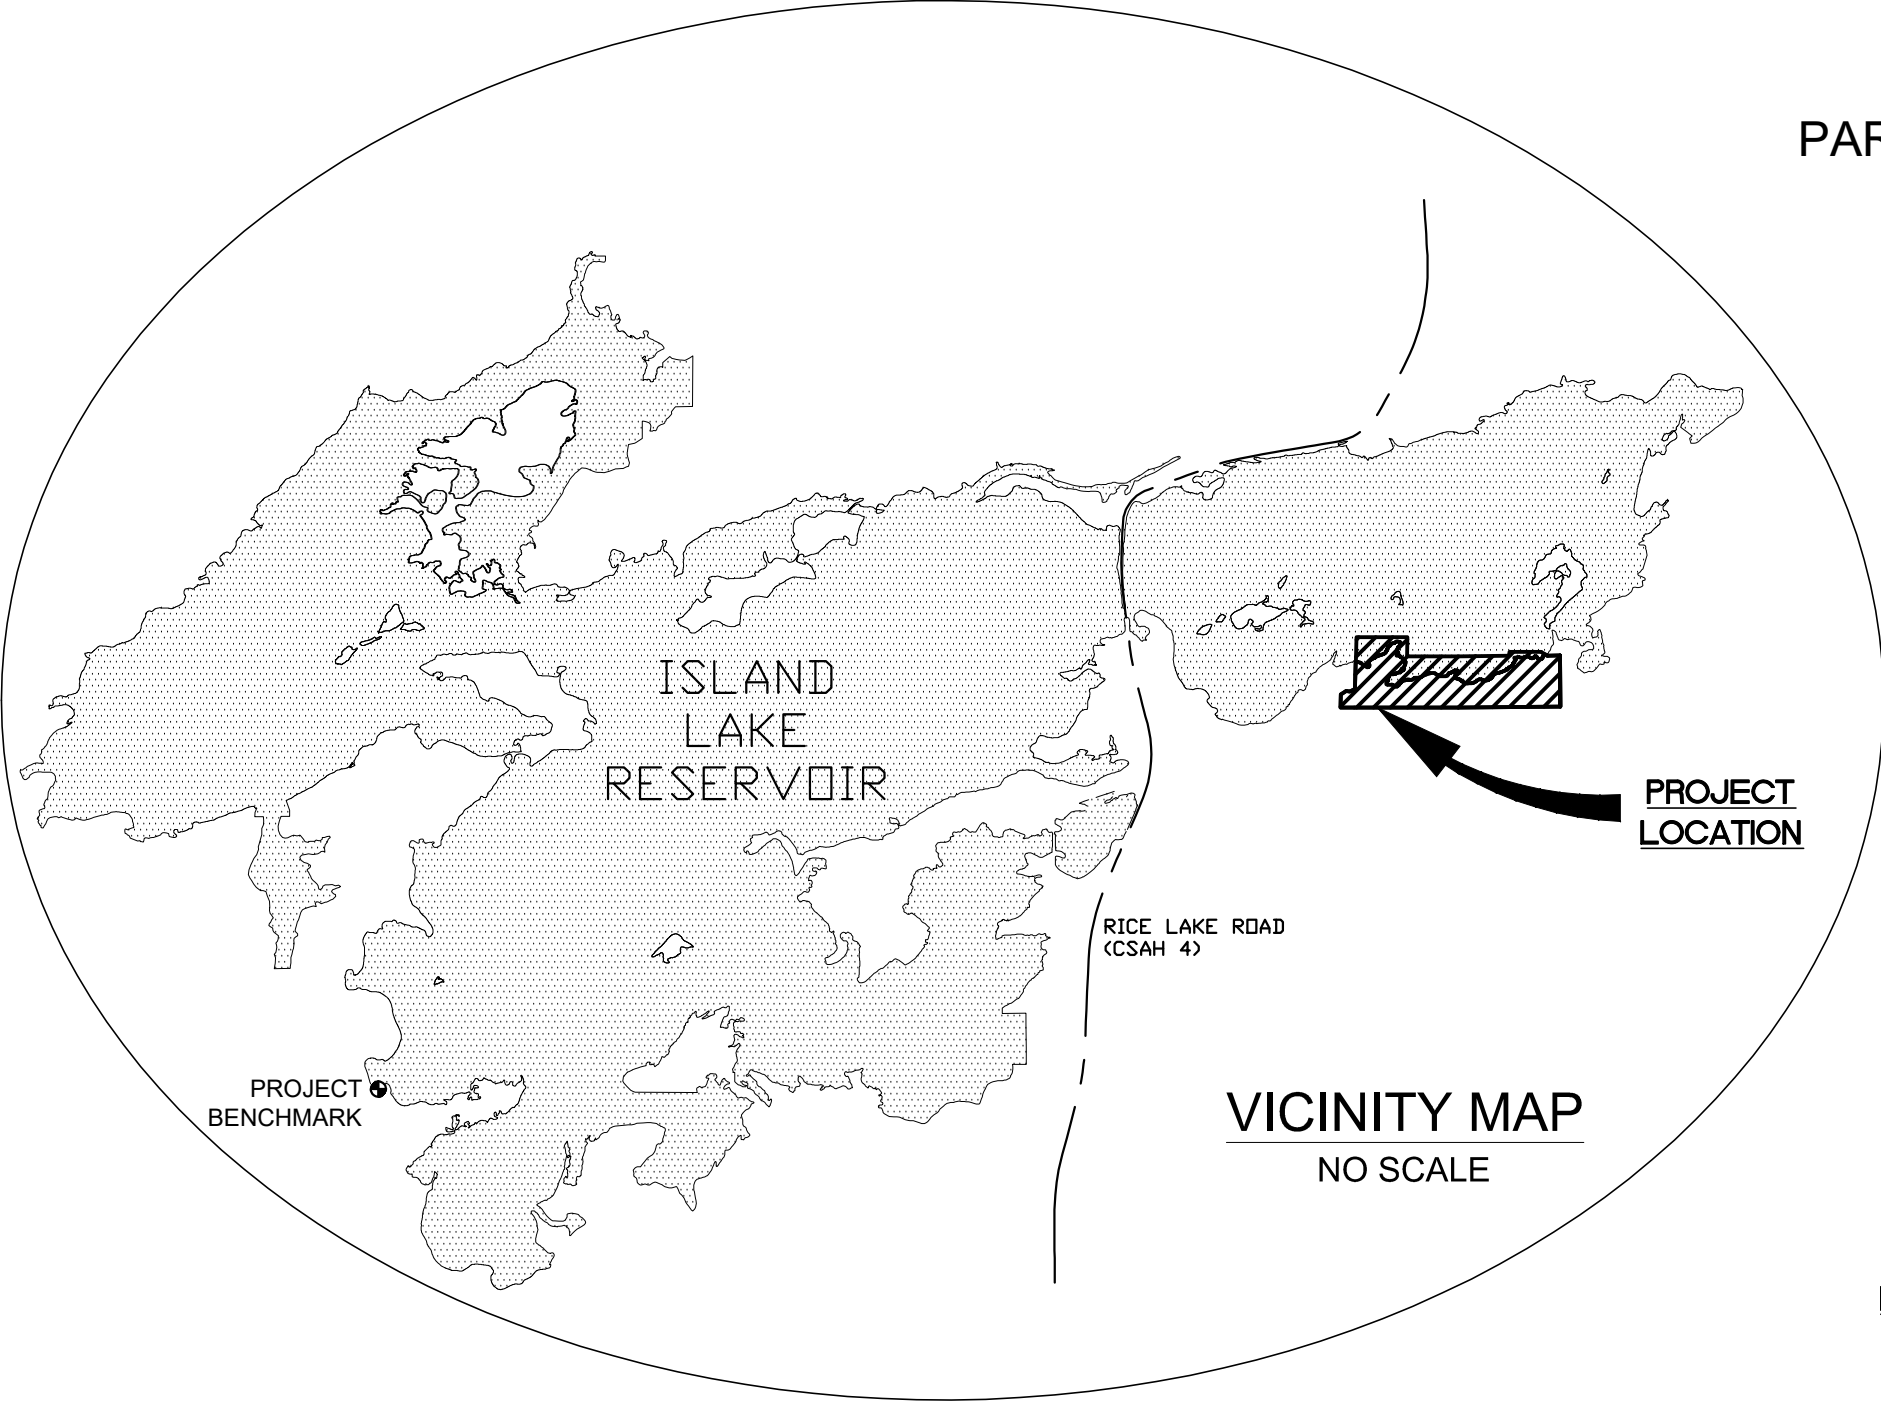 PAR
ISLAND
LAKE
RESERVOIR
PROJECT
LOCATION
RICE LAKE ROAD
(CSAH 4)
PROJECT
BENCHMARK
VICINITY MAP
NO SCALE